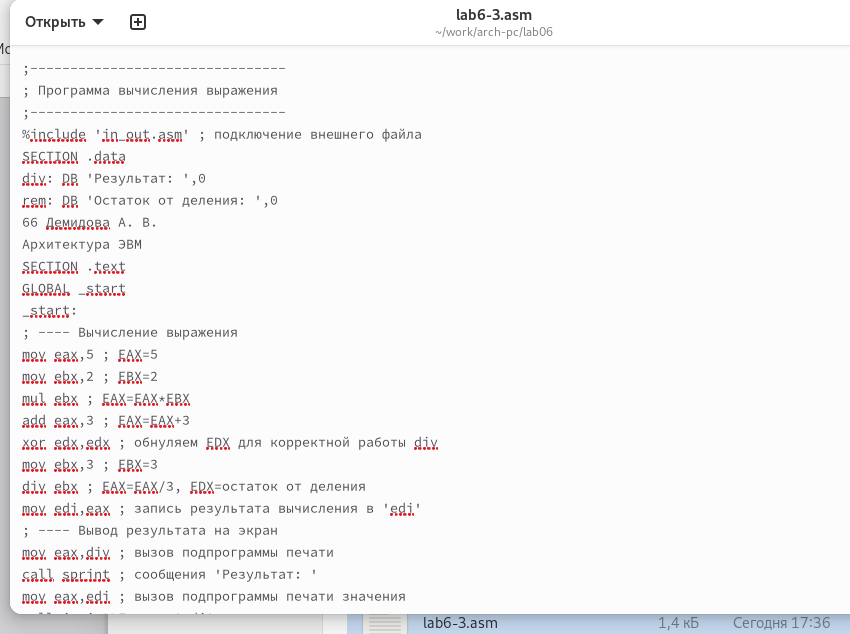 Открыть
lab6-3.asm
~/work/arch-pc/lab06
;--------------------------------
; Программа вычисления выражения
;--------------------------------
%include 'in_out.asm' ; подключение внешнего файла
SECTION .data
div: DB 'Результат: ',0
rem: DB 'Остаток от деления: ',0
66 Демидова А. В.
Архитектура ЭВМ
SECTION .text
GLOBAL _start
_start:
; ---- Вычисление выражения
mov eax,5 ; EAX=5
mov ebx,2 ; EBX=2
mul ebx ; EAX=EAX*EBX
add eax,3 ; EAX=EAX+3
xor edx,edx ; обнуляем EDX для корректной работы div
mov ebx,3 ; EBX=3
div ebx ; EAX=EAX/3, EDX=остаток от деления
mov edi,eax ; запись результата вычисления в 'edi'
; ---- Вывод результата на экран
mov eax,div ; вызов подпрограммы печати
call sprint ; сообщения 'Результат: '
mov eax,edi ; вызов подпрограммы печати значения
lab6-3.asm 1,4 кБ Сегодня 17:36